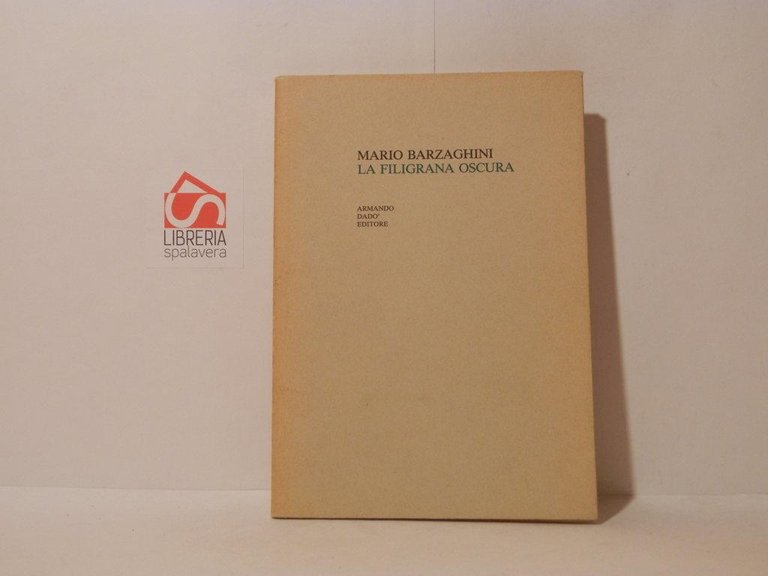 MARIO BARZAGHINI
LA FILIGRANA OSCURA
ARMANDO
DADO'
EDITORE
LIBRERIA
spalavera